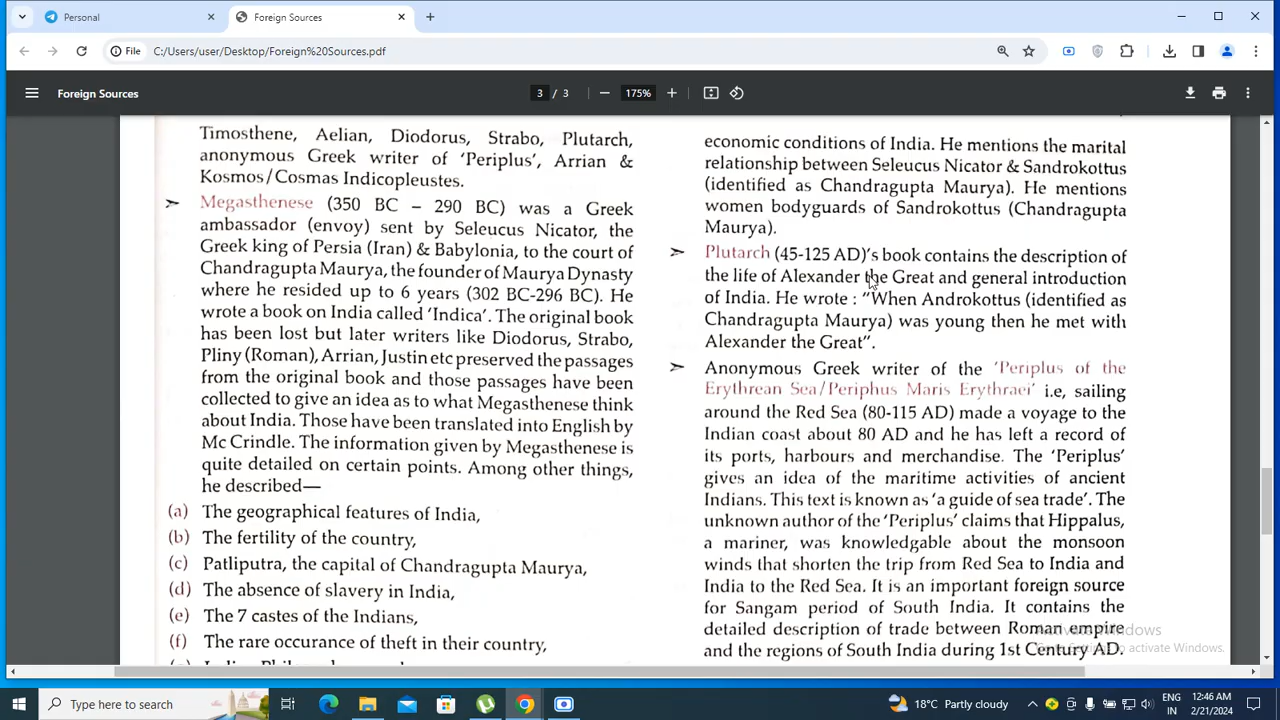 Personal
Foreign Sources
File
C:/Users/user/Desktop/Foreign%20Sources.pdf
Foreign Sources
3 / 3
175%
Timosthene, Aelian, Diodorus, Strabo, Plutarch,
anonymous Greek writer of 'Periplus', Arrian &
Kosmos/Cosmas Indicopleustes.
➢ Megasthenese (350 BC – 290 BC) was a Greek
ambassador (envoy) sent by Seleucus Nicator, the
Greek king of Persia (Iran) & Babylonia, to the court of
Chandragupta Maurya, the founder of Maurya Dynasty
where he resided up to 6 years (302 BC-296 BC). He
wrote a book on India called 'Indica'. The original book
has been lost but later writers like Diodorus, Strabo,
Pliny (Roman), Arrian, Justin etc preserved the passages
from the original book and those passages have been
collected to give an idea as to what Megasthenese think
about India. Those have been translated into English by
Mc Crindle. The information given by Megasthenese is
quite detailed on certain points. Among other things,
he described—
(a) The geographical features of India,
(b) The fertility of the country,
(c) Patliputra, the capital of Chandragupta Maurya,
(d) The absence of slavery in India,
(e) The 7 castes of the Indians,
(f) The rare occurance of theft in their country,
economic conditions of India. He mentions the marital
relationship between Seleucus Nicator & Sandrokottus
(identified as Chandragupta Maurya). He mentions
women bodyguards of Sandrokottus (Chandragupta
Maurya).
➢ Plutarch (45-125 AD)'s book contains the description of
the life of Alexander the Great and general introduction
of India. He wrote : "When Androkottus (identified as
Chandragupta Maurya) was young then he met with
Alexander the Great".
➢ Anonymous Greek writer of the 'Periplus of the
Erythrean Sea/Periphus Maris Erythraei' i.e, sailing
around the Red Sea (80-115 AD) made a voyage to the
Indian coast about 80 AD and he has left a record of
its ports, harbours and merchandise. The 'Periplus'
gives an idea of the maritime activities of ancient
Indians. This text is known as 'a guide of sea trade'. The
unknown author of the 'Periplus' claims that Hippalus,
a mariner, was knowledgable about the monsoon
winds that shorten the trip from Red Sea to India and
India to the Red Sea. It is an important foreign source
for Sangam period of South India. It contains the
detailed description of trade between Roman empire
and the regions of South India during 1st Century AD.
Activate Windows
to activate Windows.
Type here to search
18°C Partly cloudy
ENG
IN
12:46 AM
2/21/2024